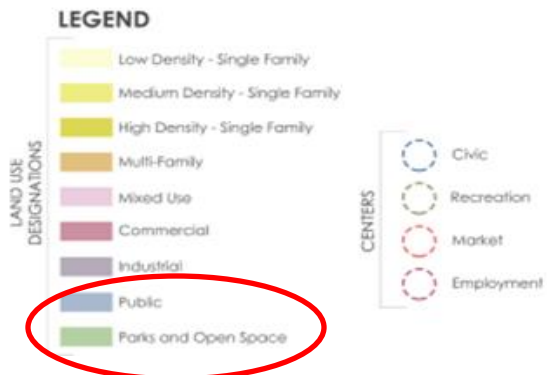 LEGEND
LAND USE
DESIGNATIONS
Low Density - Single Family
Medium Density - Single Family
High Density - Single Family
Multi-Family
Mixed Use
Commercial
Industrial
Public
Parks and Open Space
CENTERS
Civic
Recreation
Market
Employment